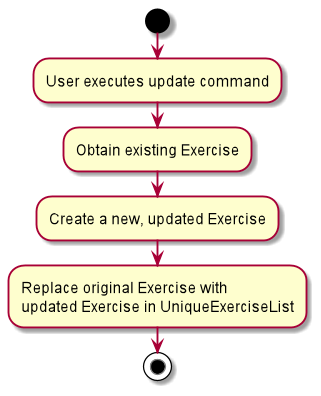 User executes update command
Obtain existing Exercise
Create a new, updated Exercise
Replace original Exercise with
updated Exercise in UniqueExerciseList